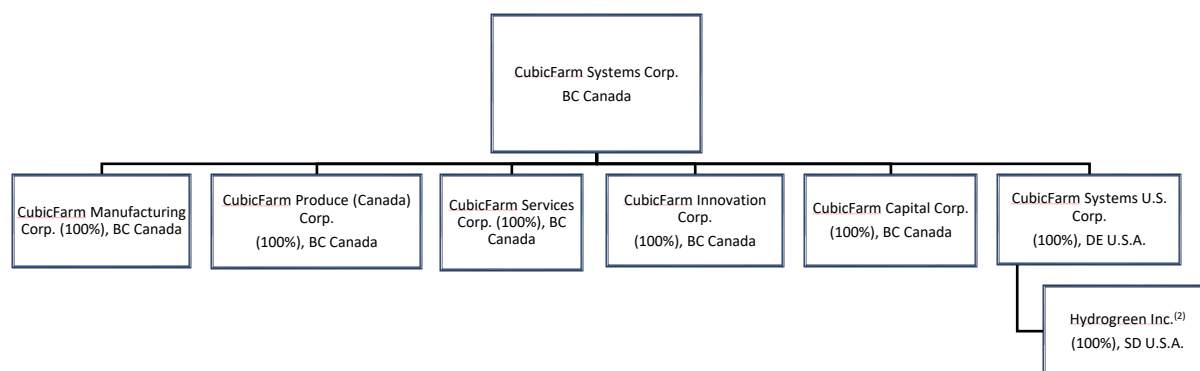 CubicFarm Systems Corp.
BC Canada
CubicFarm Manufacturing
Corp. (100%), BC Canada
CubicFarm Produce (Canada)
Corp.
(100%), BC Canada
CubicFarm Services
Corp. (100%), BC
Canada
CubicFarm Innovation
Corp.
(100%), BC Canada
CubicFarm Capital Corp.
(100%), BC Canada
CubicFarm Systems U.S.
Corp.
(100%), DE U.S.A.
Hydrogreen Inc.(2)
(100%), SD U.S.A.